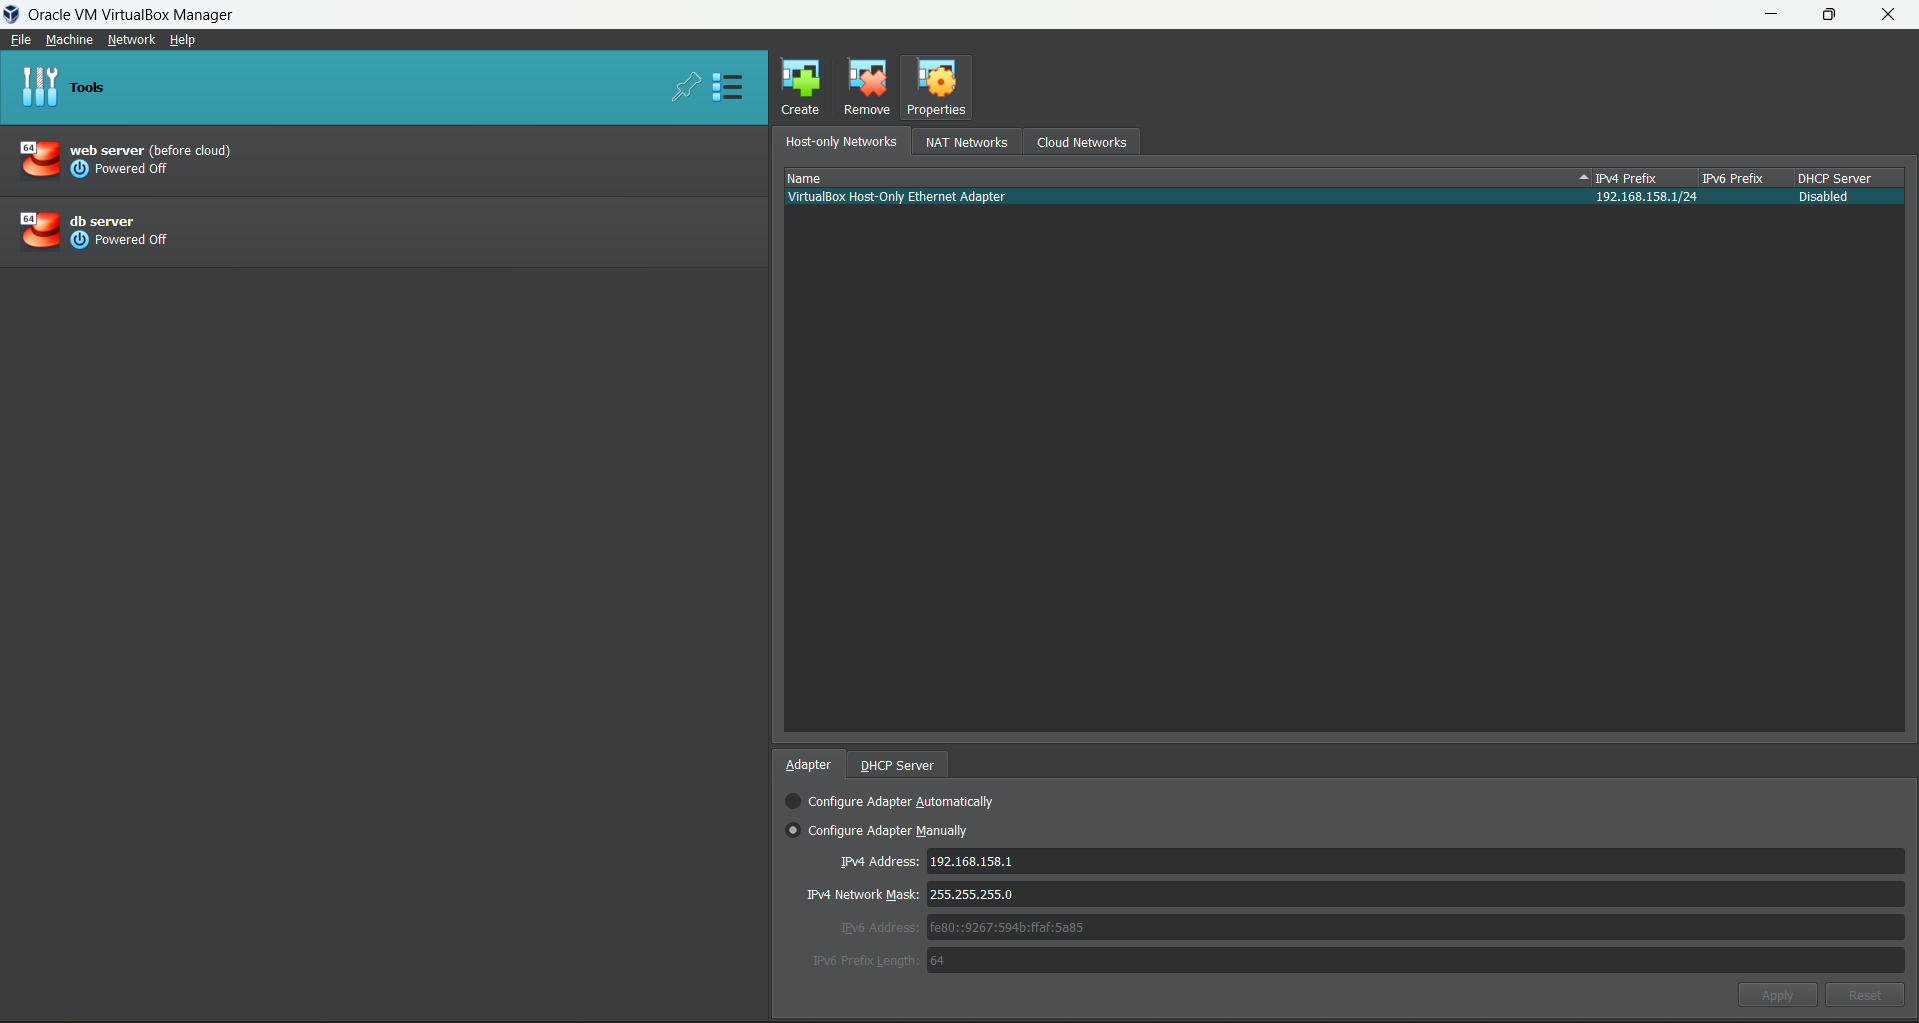 Oracle VM VirtualBox Manager
File Machine Network Help
Tools
64
web server (before cloud)
Powered Off
64
db server
Powered Off
Create Remove Properties
Host-only Networks NAT Networks Cloud Networks
Name IPv4 Prefix IPv6 Prefix DHCP Server
VirtualBox Host-Only Ethernet Adapter 192.168.158.1/24 Disabled
Adapter DHCP Server
Configure Adapter Automatically
Configure Adapter Manually
IPv4 Address: 192.168.158.1
IPv4 Network Mask: 255.255.255.0
IPv6 Address: fe80::9267:594b:ffaf:5a85
IPv6 Prefix Length: 64
Apply Reset